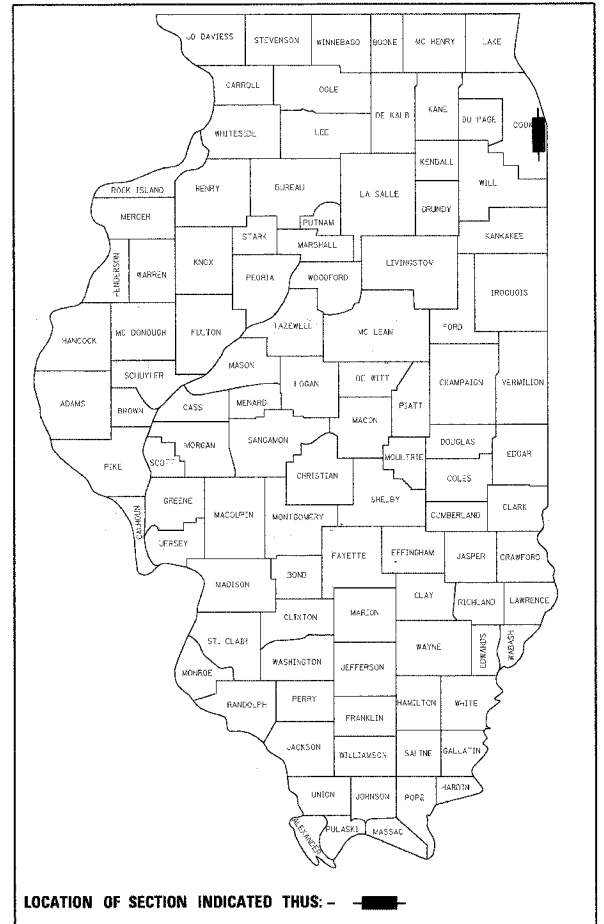 JO DAVIESS STEVENSON WINNEBAGO BOONE MC HENRY LAKE
CARROLL OGLE
DE KALB KANE DU PAGE COOK
WHITESIDE LEE
KENDALL
ROCK ISLAND HENRY BUREAU LA SALLE GRUNDY WILL
MERCER PUTNAM
STARK MARSHALL KANKAKEE
HENDERSON WARREN KNOX PEORIA WOODFORD LIVINGSTON IROQUOIS
HANCOCK MC DONOUGH FULTON TAZEWELL MC LEAN FORD
MASON
SCHUYLER LOGAN DE WITT CHAMPAIGN VERMILION
ADAMS BROWN CASS MENARD MACON PIATT
MORGAN SANGAMON DOUGLAS
PIKE SCOTT CHRISTIAN MOULTRIE COLES EDGAR
GREENE SHELBY
CALHOUN MACOUPIN MONTGOMERY CUMBERLAND CLARK
JERSEY FAYETTE EFFINGHAM JASPER CRAWFORD
MADISON BOND
CLAY RICHLAND LAWRENCE
CLINTON MARION
ST. CLAIR WAYNE EDWARDS WABASH
WASHINGTON JEFFERSON
MONROE
RANDOLPH PERRY HAMILTON WHITE
FRANKLIN
JACKSON WILLIAMSON SALINE GALLATIN
UNION JOHNSON POPE HARDIN
ALEXANDER PULASKI MASSAC
LOCATION OF SECTION INDICATED THUS: -